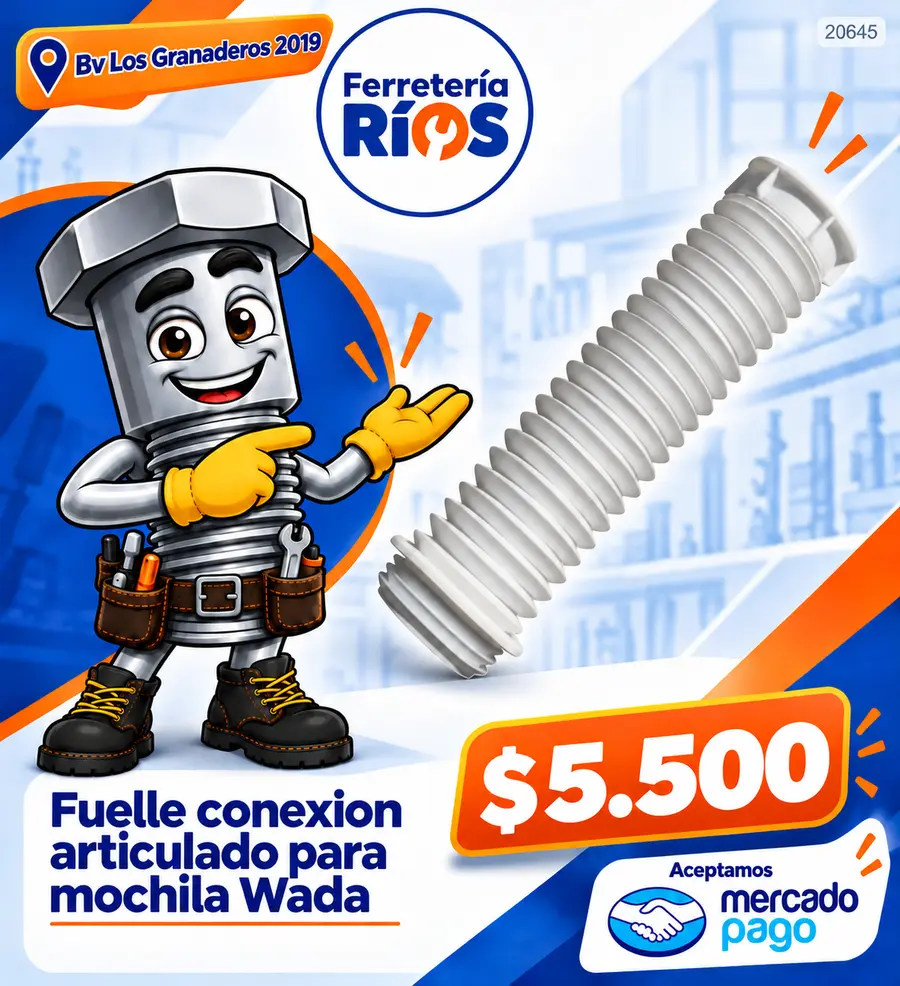 Bv Los Granaderos 2019
Ferretería
RÍOS
20645
$5.500
Fuelle conexion
articulado para
mochila Wada
Aceptamos
mercado
pago